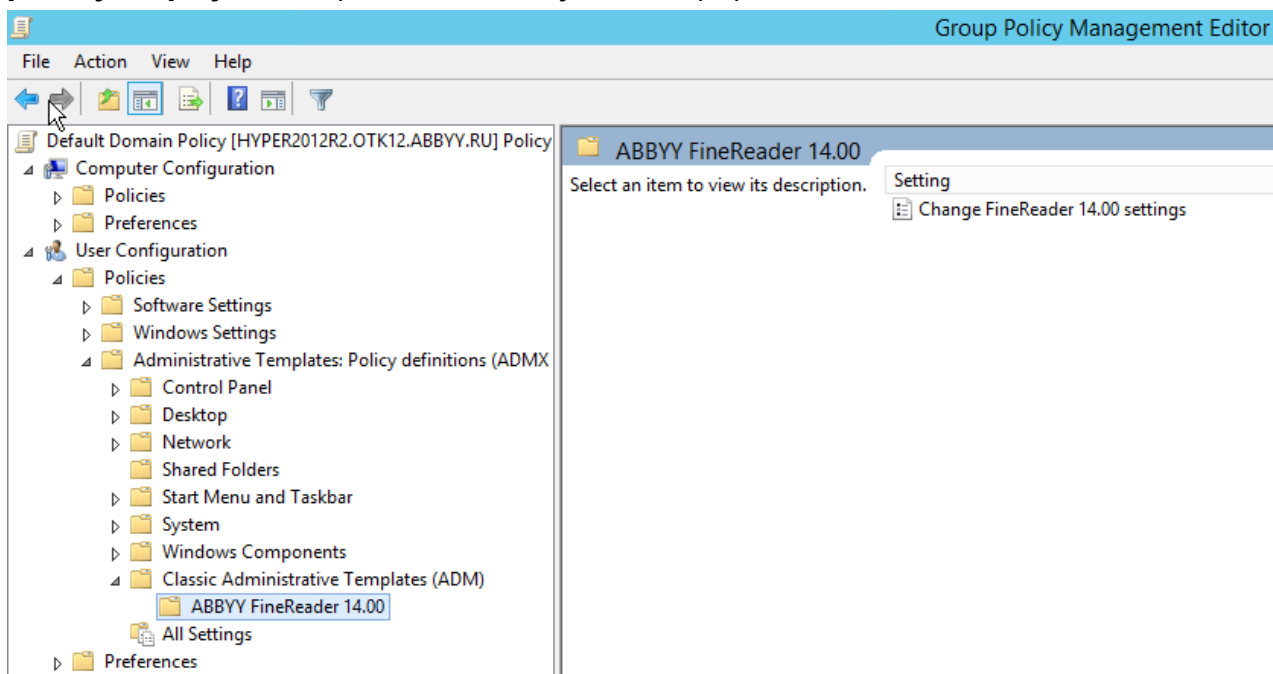 Group Policy Management Editor
File Action View Help
Default Domain Policy [HYPER2012R2.OTK12.ABBYY.RU] Policy
Computer Configuration
Policies
Preferences
User Configuration
Policies
Software Settings
Windows Settings
Administrative Templates: Policy definitions (ADMX
Control Panel
Desktop
Network
Shared Folders
Start Menu and Taskbar
System
Windows Components
Classic Administrative Templates (ADM)
ABBYY FineReader 14.00
All Settings
Preferences
ABBYY FineReader 14.00
Select an item to view its description.
Setting
Change FineReader 14.00 settings